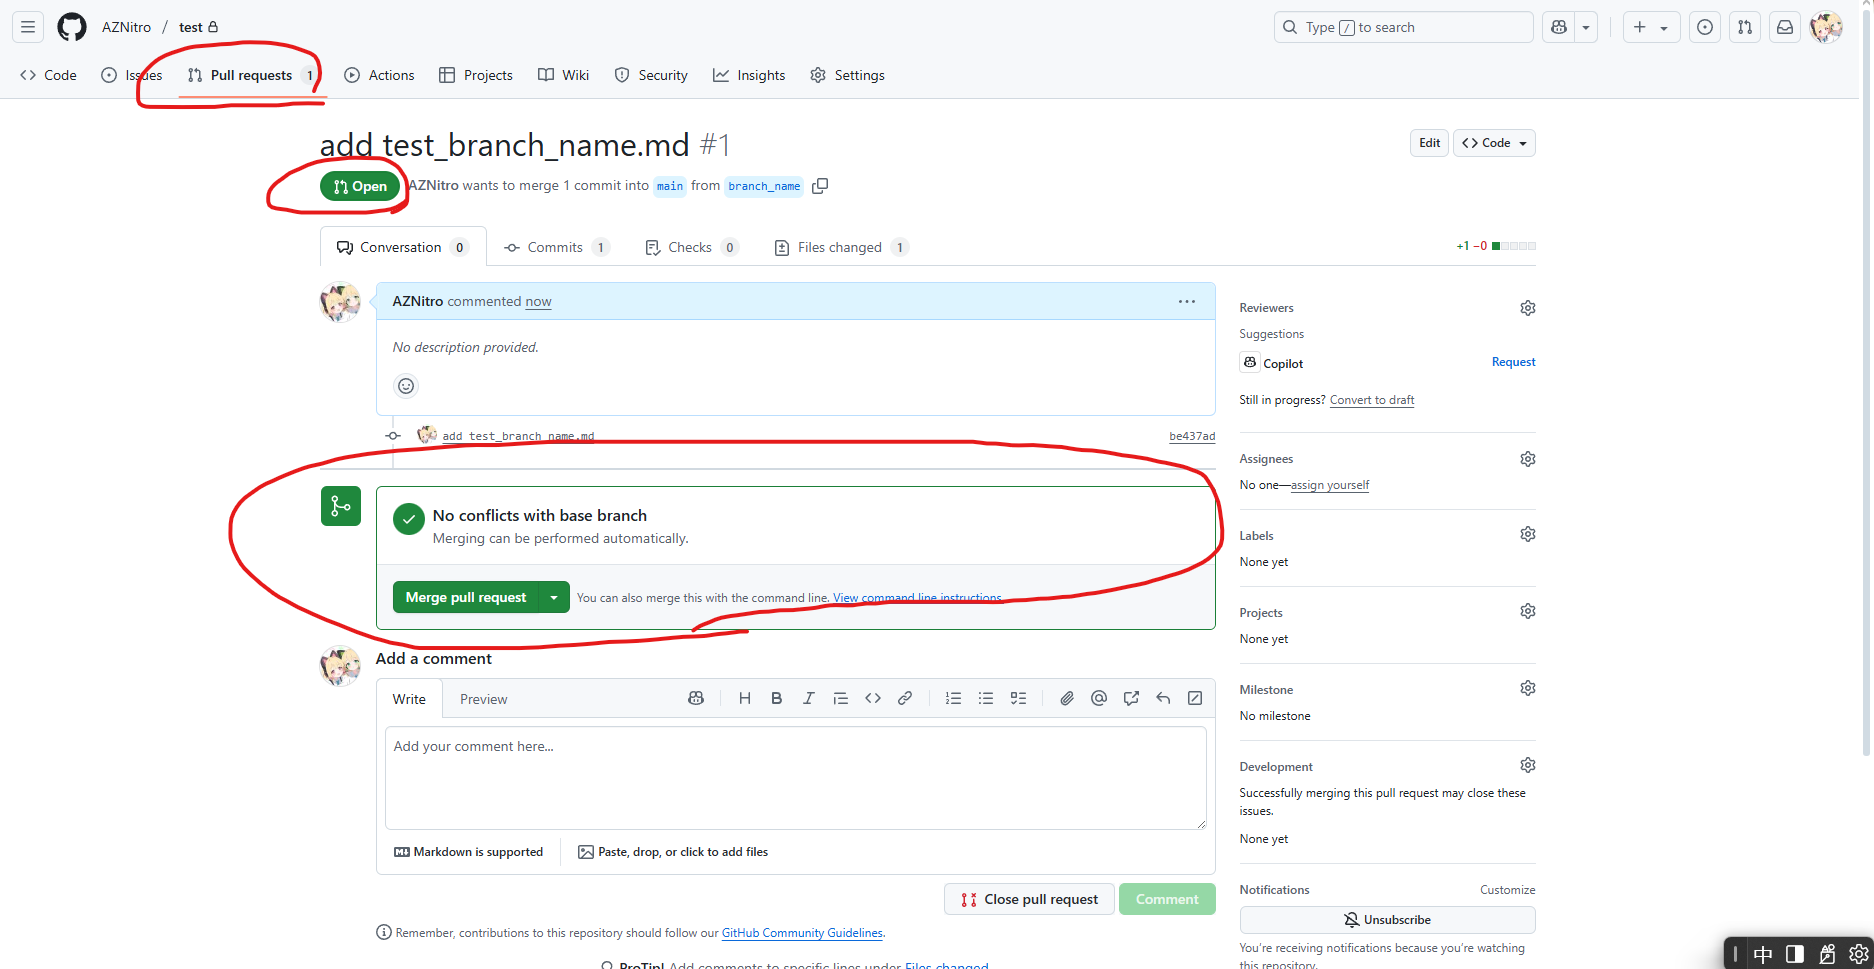 AZNitro / test
Type / to search
Code Issues Pull requests 1 Actions Projects Wiki Security Insights Settings
add test_branch_name.md #1
Edit
Code
Open
AZNitro wants to merge 1 commit into main from branch_name
Conversation 0
Commits 1
Checks 0
Files changed 1
+1 −0
AZNitro commented now
No description provided.
add test_branch_name.md
be437ad
No conflicts with base branch
Merging can be performed automatically.
Merge pull request
You can also merge this with the command line. View command line instructions.
Add a comment
Write
Preview
Add your comment here...
Markdown is supported
Paste, drop, or click to add files
Close pull request
Comment
Remember, contributions to this repository should follow our GitHub Community Guidelines.
ProTip! Add comments to specific lines under Files changed
Reviewers
Suggestions
Copilot
Request
Still in progress? Convert to draft
Assignees
No one—assign yourself
Labels
None yet
Projects
None yet
Milestone
No milestone
Development
Successfully merging this pull request may close these
issues.
None yet
Notifications
Customize
Unsubscribe
You're receiving notifications because you're watching
this repository.
中